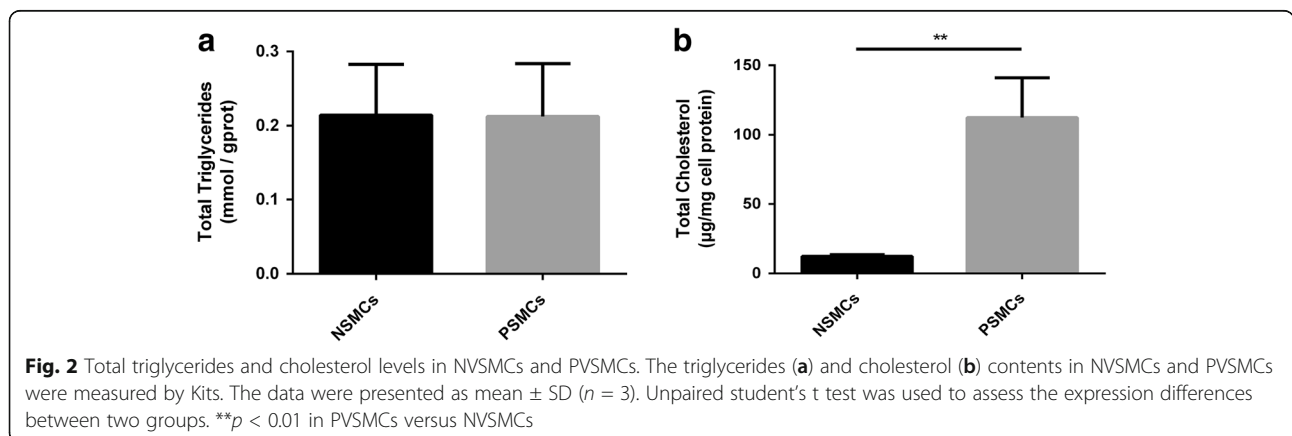 a
b
0.3
0.2
0.1
0.0
Total Triglycerides
(mmol / gprot)
NSMCs
PSMCs
**
150
100
50
0
Total Cholesterol
(µg/mg cell protein)
NSMCs
PSMCs
Fig. 2 Total triglycerides and cholesterol levels in NVSMCs and PVSMCs. The triglycerides (a) and cholesterol (b) contents in NVSMCs and PVSMCs
were measured by Kits. The data were presented as mean ± SD (n = 3). Unpaired student's t test was used to assess the expression differences
between two groups. **p < 0.01 in PVSMCs versus NVSMCs